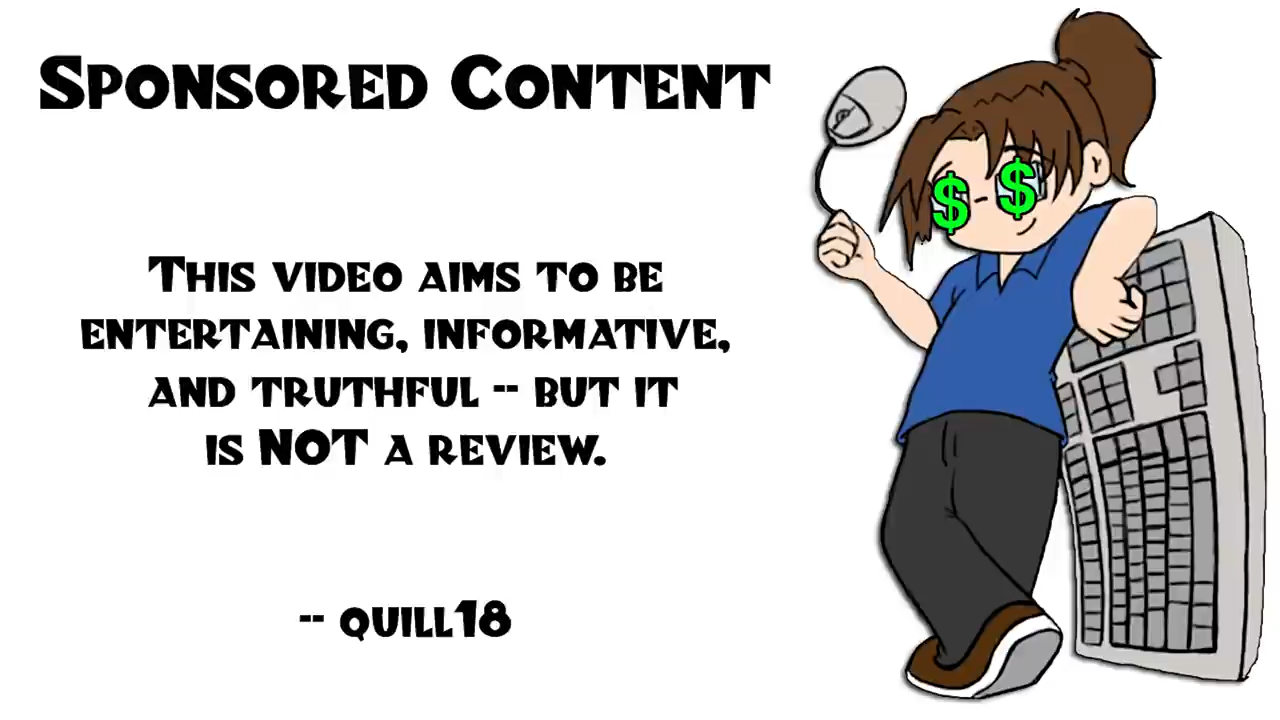 SPONSORED CONTENT
THIS VIDEO AIMS TO BE
ENTERTAINING, INFORMATIVE,
AND TRUTHFUL -- BUT IT
IS NOT A REVIEW.
-- QUILL18
$ $